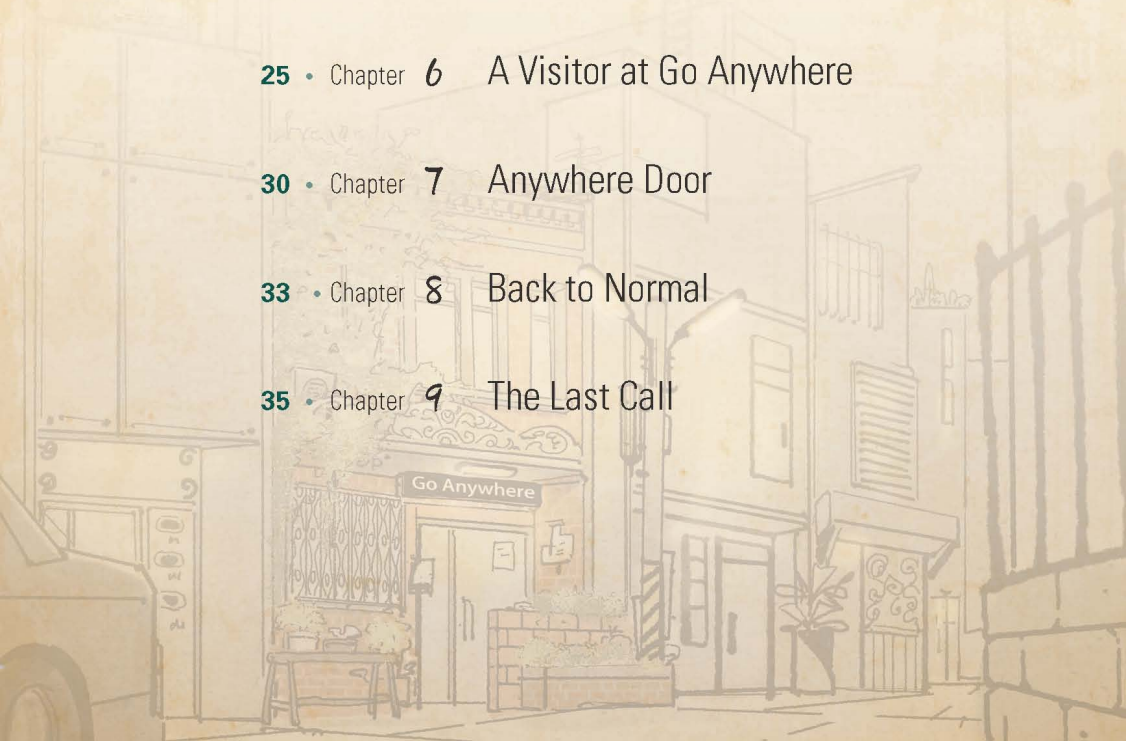 25 • Chapter 6 A Visitor at Go Anywhere
30 • Chapter 7 Anywhere Door
33 • Chapter 8 Back to Normal
35 • Chapter 9 The Last Call
Go Anywhere